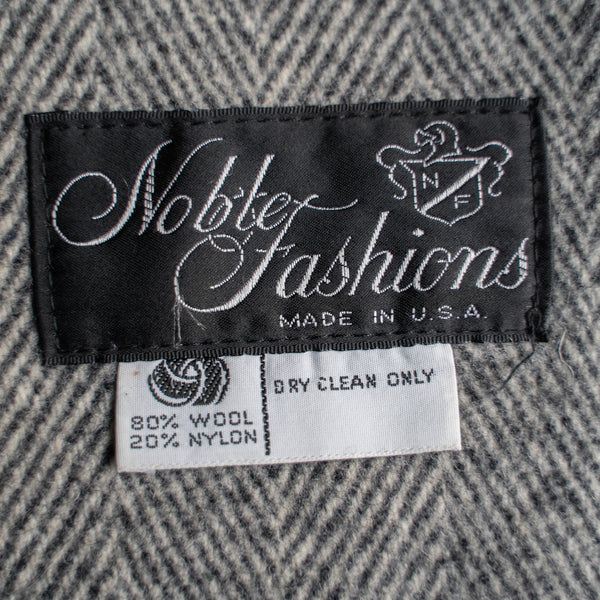 Noble
N
F
Fashions
MADE IN U.S.A.
80% WOOL
20% NYLON
DRY CLEAN ONLY